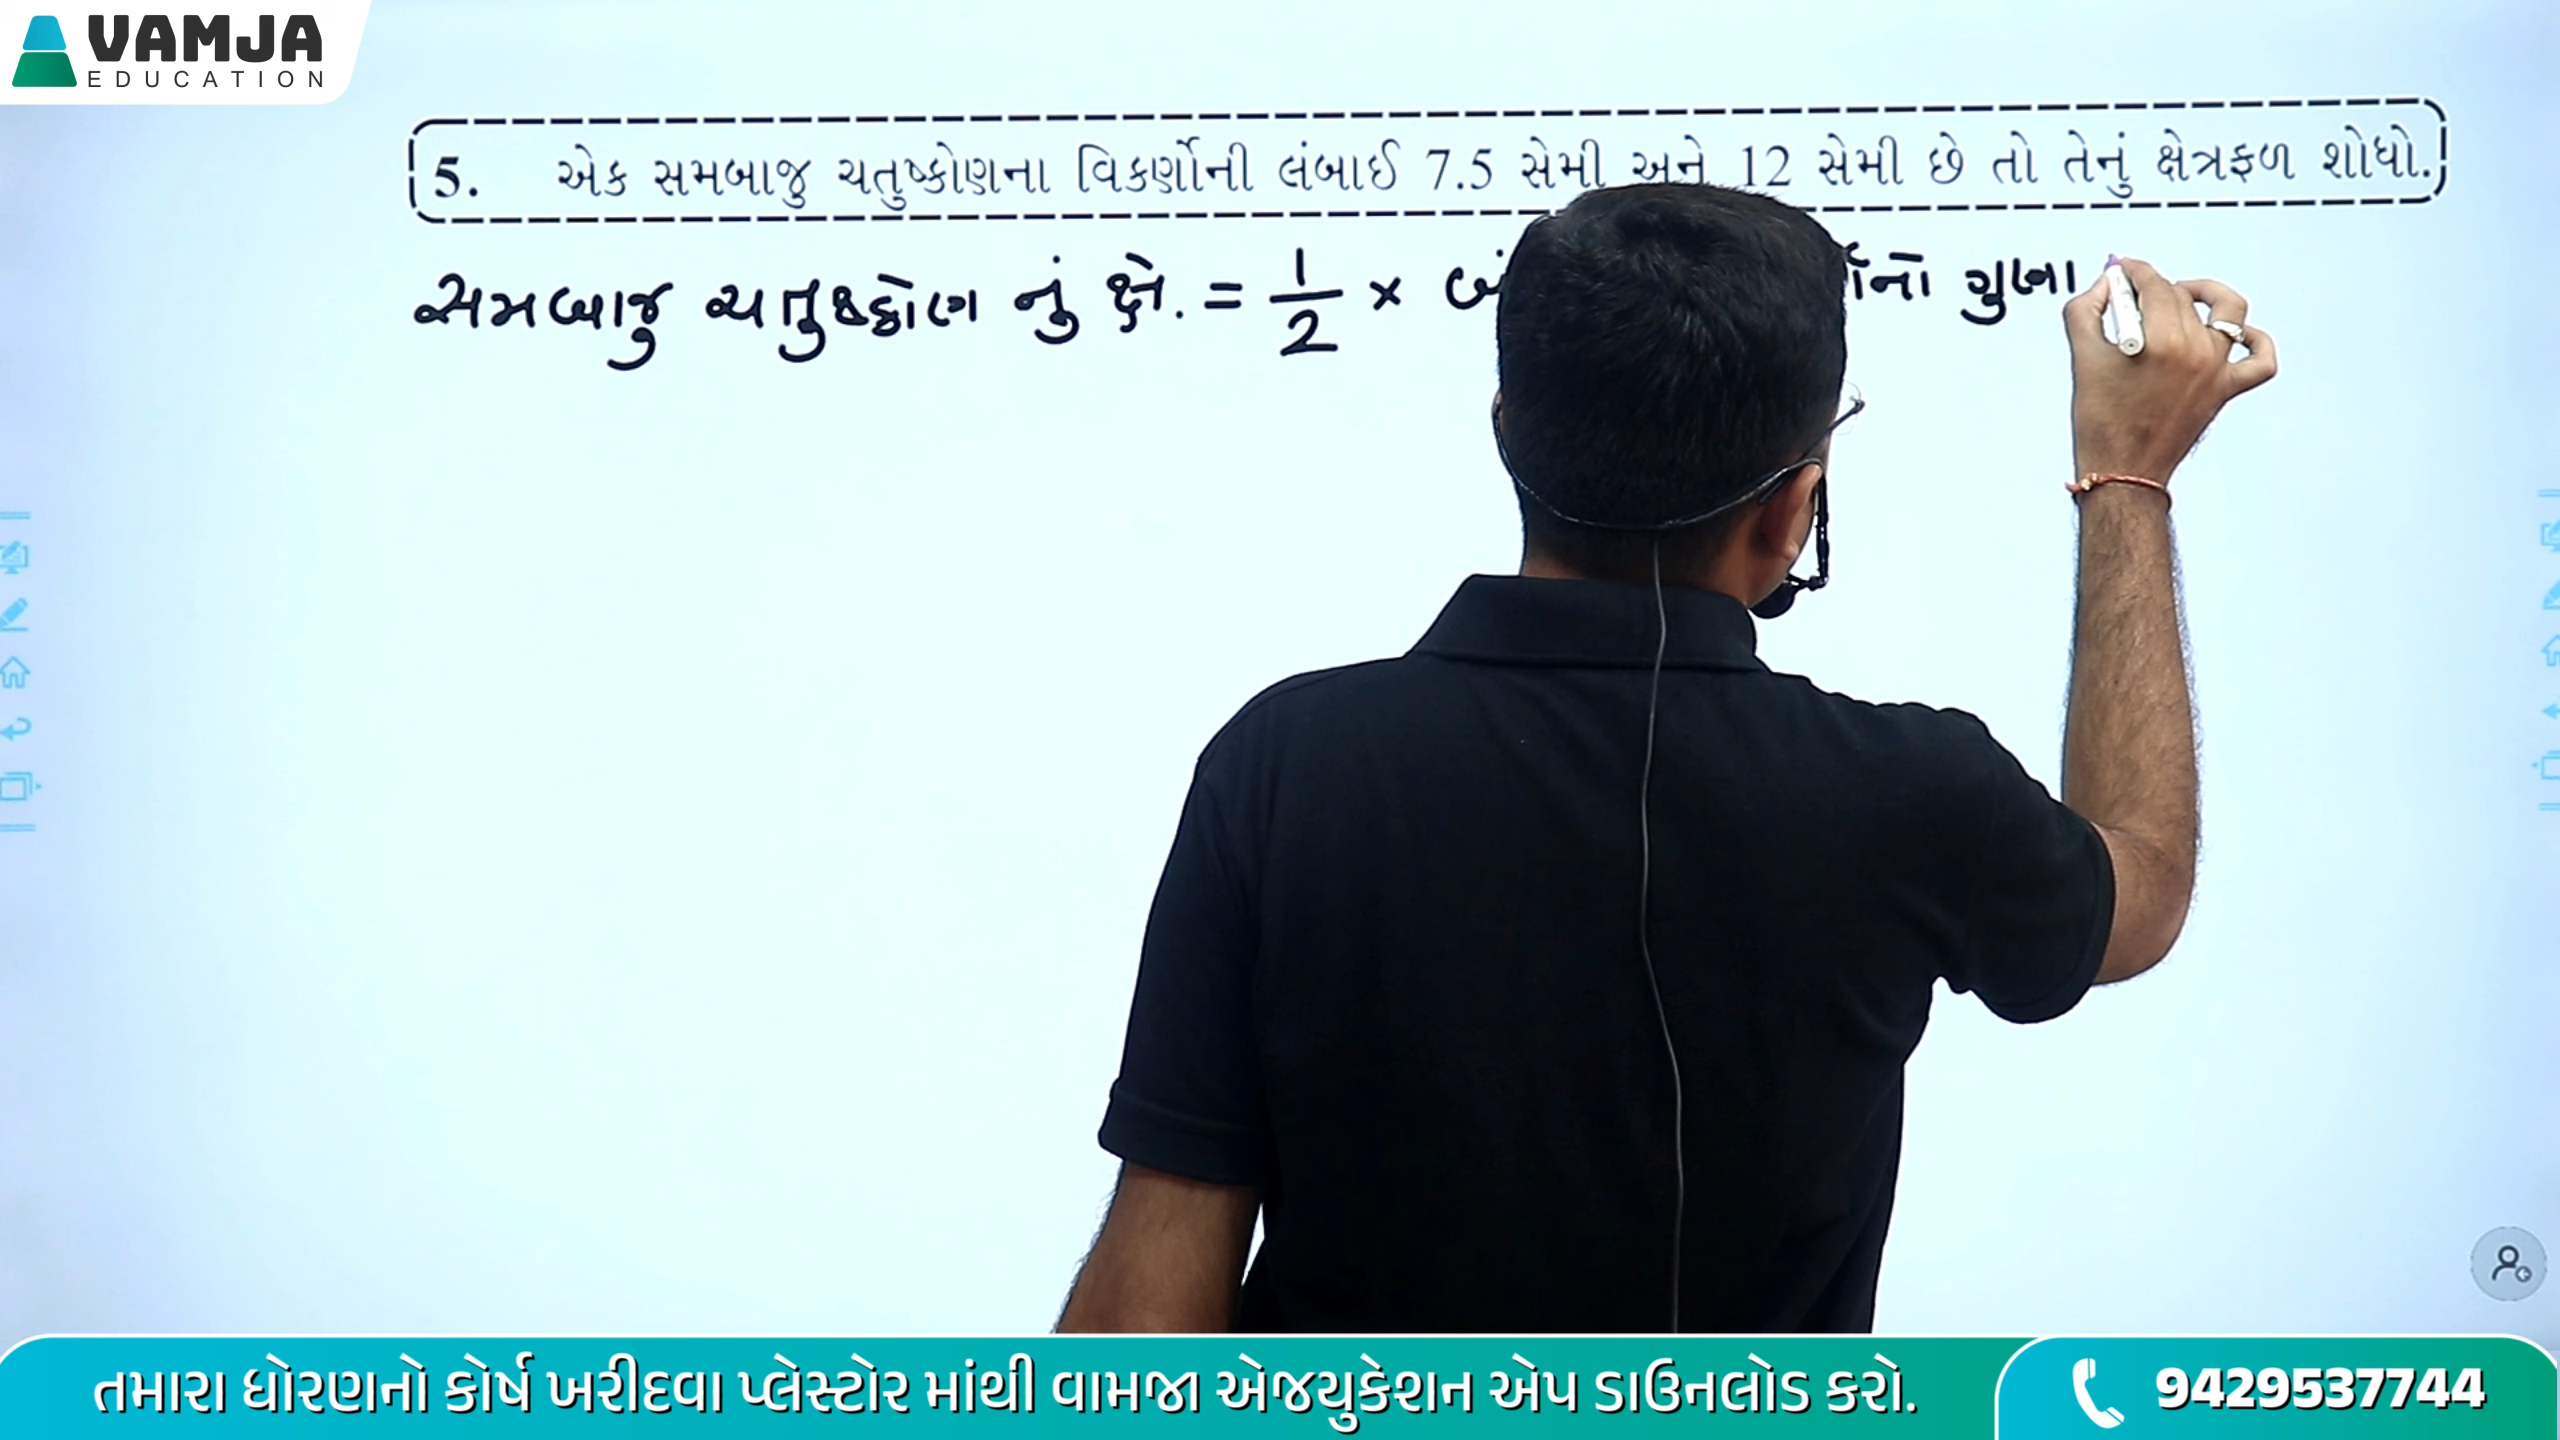 VAMJA
EDUCATION
5. એક સમબાજુ ચતુષ્કોણના વિકર્ણોની લંબાઈ 7.5 સેમી અને 12 સેમી છે તો તેનું ક્ષેત્રફળ શોધો.
સમબાજુ ચતુષ્કોણ નું ક્ષે. = 1/2 ×
તમારા ધોરણનો કોર્ષ ખરીદવા પ્લેસ્ટોર માંથી વામજા એજયુકેશન એપ ડાઉનલોડ કરો.
9429537744